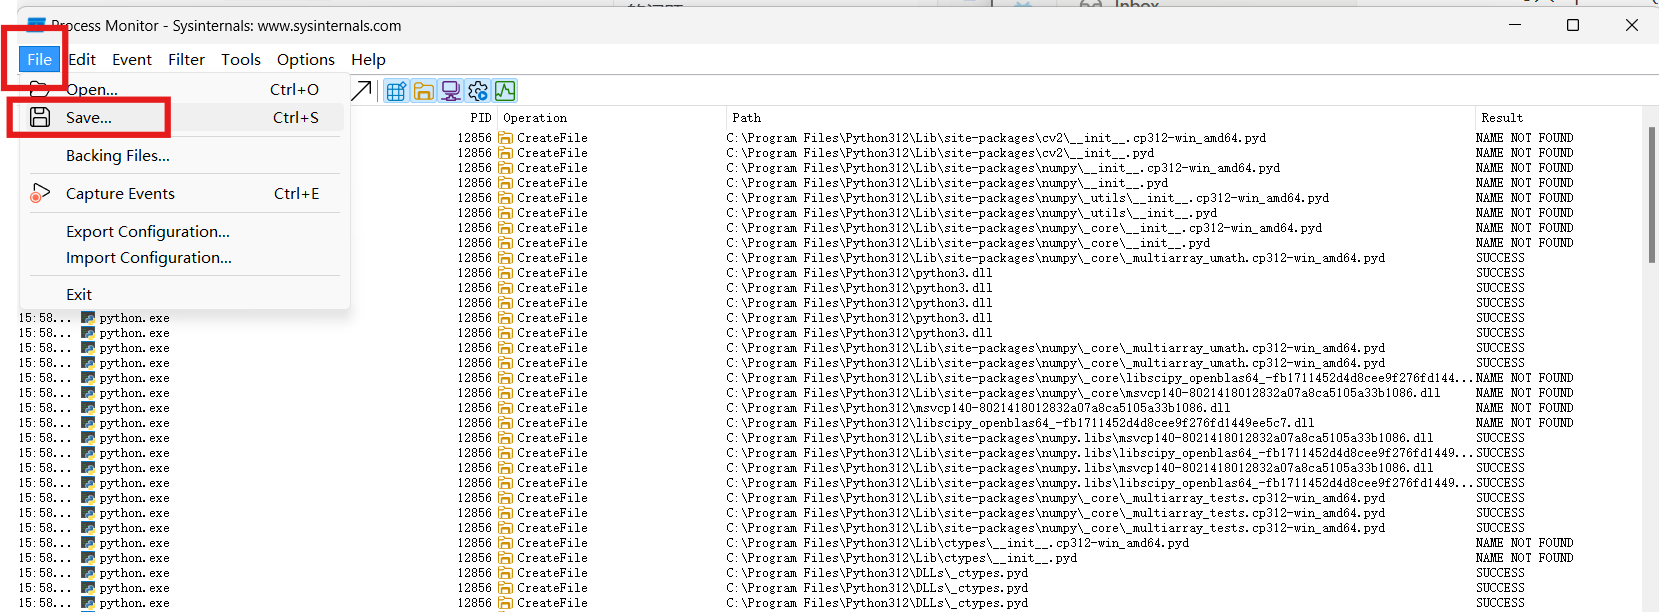 Inbox
Process Monitor - Sysinternals: www.sysinternals.com
File Edit Event Filter Tools Options Help
Open... Ctrl+O
Save... Ctrl+S
Backing Files...
Capture Events Ctrl+E
Export Configuration...
Import Configuration...
Exit
PID Operation Path Result
12856 CreateFile C:\Program Files\Python312\Lib\site-packages\cv2\__init__.cp312-win_amd64.pyd NAME NOT FOUND
12856 CreateFile C:\Program Files\Python312\Lib\site-packages\cv2\__init__.pyd NAME NOT FOUND
12856 CreateFile C:\Program Files\Python312\Lib\site-packages\numpy\__init__.cp312-win_amd64.pyd NAME NOT FOUND
12856 CreateFile C:\Program Files\Python312\Lib\site-packages\numpy\__init__.pyd NAME NOT FOUND
12856 CreateFile C:\Program Files\Python312\Lib\site-packages\numpy\_utils\__init__.cp312-win_amd64.pyd NAME NOT FOUND
12856 CreateFile C:\Program Files\Python312\Lib\site-packages\numpy\_utils\__init__.pyd NAME NOT FOUND
12856 CreateFile C:\Program Files\Python312\Lib\site-packages\numpy\_core\__init__.cp312-win_amd64.pyd NAME NOT FOUND
12856 CreateFile C:\Program Files\Python312\Lib\site-packages\numpy\_core\__init__.pyd NAME NOT FOUND
12856 CreateFile C:\Program Files\Python312\Lib\site-packages\numpy\_core\_multiarray_umath.cp312-win_amd64.pyd SUCCESS
12856 CreateFile C:\Program Files\Python312\python3.dll SUCCESS
12856 CreateFile C:\Program Files\Python312\python3.dll SUCCESS
12856 CreateFile C:\Program Files\Python312\python3.dll SUCCESS
15:58... python.exe 12856 CreateFile C:\Program Files\Python312\python3.dll SUCCESS
15:58... python.exe 12856 CreateFile C:\Program Files\Python312\python3.dll SUCCESS
15:58... python.exe 12856 CreateFile C:\Program Files\Python312\Lib\site-packages\numpy\_core\_multiarray_umath.cp312-win_amd64.pyd SUCCESS
15:58... python.exe 12856 CreateFile C:\Program Files\Python312\Lib\site-packages\numpy\_core\_multiarray_umath.cp312-win_amd64.pyd SUCCESS
15:58... python.exe 12856 CreateFile C:\Program Files\Python312\Lib\site-packages\numpy\_core\libscipy_openblas64_-fb1711452d4d8cee9f276fd144... NAME NOT FOUND
15:58... python.exe 12856 CreateFile C:\Program Files\Python312\Lib\site-packages\numpy\_core\msvcp140-8021418012832a07a8ca5105a33b1086.dll NAME NOT FOUND
15:58... python.exe 12856 CreateFile C:\Program Files\Python312\msvcp140-8021418012832a07a8ca5105a33b1086.dll NAME NOT FOUND
15:58... python.exe 12856 CreateFile C:\Program Files\Python312\libscipy_openblas64_-fb1711452d4d8cee9f276fd1449ee5c7.dll NAME NOT FOUND
15:58... python.exe 12856 CreateFile C:\Program Files\Python312\Lib\site-packages\numpy.libs\msvcp140-8021418012832a07a8ca5105a33b1086.dll SUCCESS
15:58... python.exe 12856 CreateFile C:\Program Files\Python312\Lib\site-packages\numpy.libs\libscipy_openblas64_-fb1711452d4d8cee9f276fd1449... SUCCESS
15:58... python.exe 12856 CreateFile C:\Program Files\Python312\Lib\site-packages\numpy.libs\msvcp140-8021418012832a07a8ca5105a33b1086.dll SUCCESS
15:58... python.exe 12856 CreateFile C:\Program Files\Python312\Lib\site-packages\numpy.libs\libscipy_openblas64_-fb1711452d4d8cee9f276fd1449... SUCCESS
15:58... python.exe 12856 CreateFile C:\Program Files\Python312\Lib\site-packages\numpy\_core\_multiarray_tests.cp312-win_amd64.pyd SUCCESS
15:58... python.exe 12856 CreateFile C:\Program Files\Python312\Lib\site-packages\numpy\_core\_multiarray_tests.cp312-win_amd64.pyd SUCCESS
15:58... python.exe 12856 CreateFile C:\Program Files\Python312\Lib\site-packages\numpy\_core\_multiarray_tests.cp312-win_amd64.pyd SUCCESS
15:58... python.exe 12856 CreateFile C:\Program Files\Python312\Lib\ctypes\__init__.cp312-win_amd64.pyd NAME NOT FOUND
15:58... python.exe 12856 CreateFile C:\Program Files\Python312\Lib\ctypes\__init__.pyd NAME NOT FOUND
15:58... python.exe 12856 CreateFile C:\Program Files\Python312\DLLs\_ctypes.pyd SUCCESS
15:58... python.exe 12856 CreateFile C:\Program Files\Python312\DLLs\_ctypes.pyd SUCCESS
15:58... python.exe 12856 CreateFile C:\Program Files\Python312\DLLs\_ctypes.pyd SUCCESS